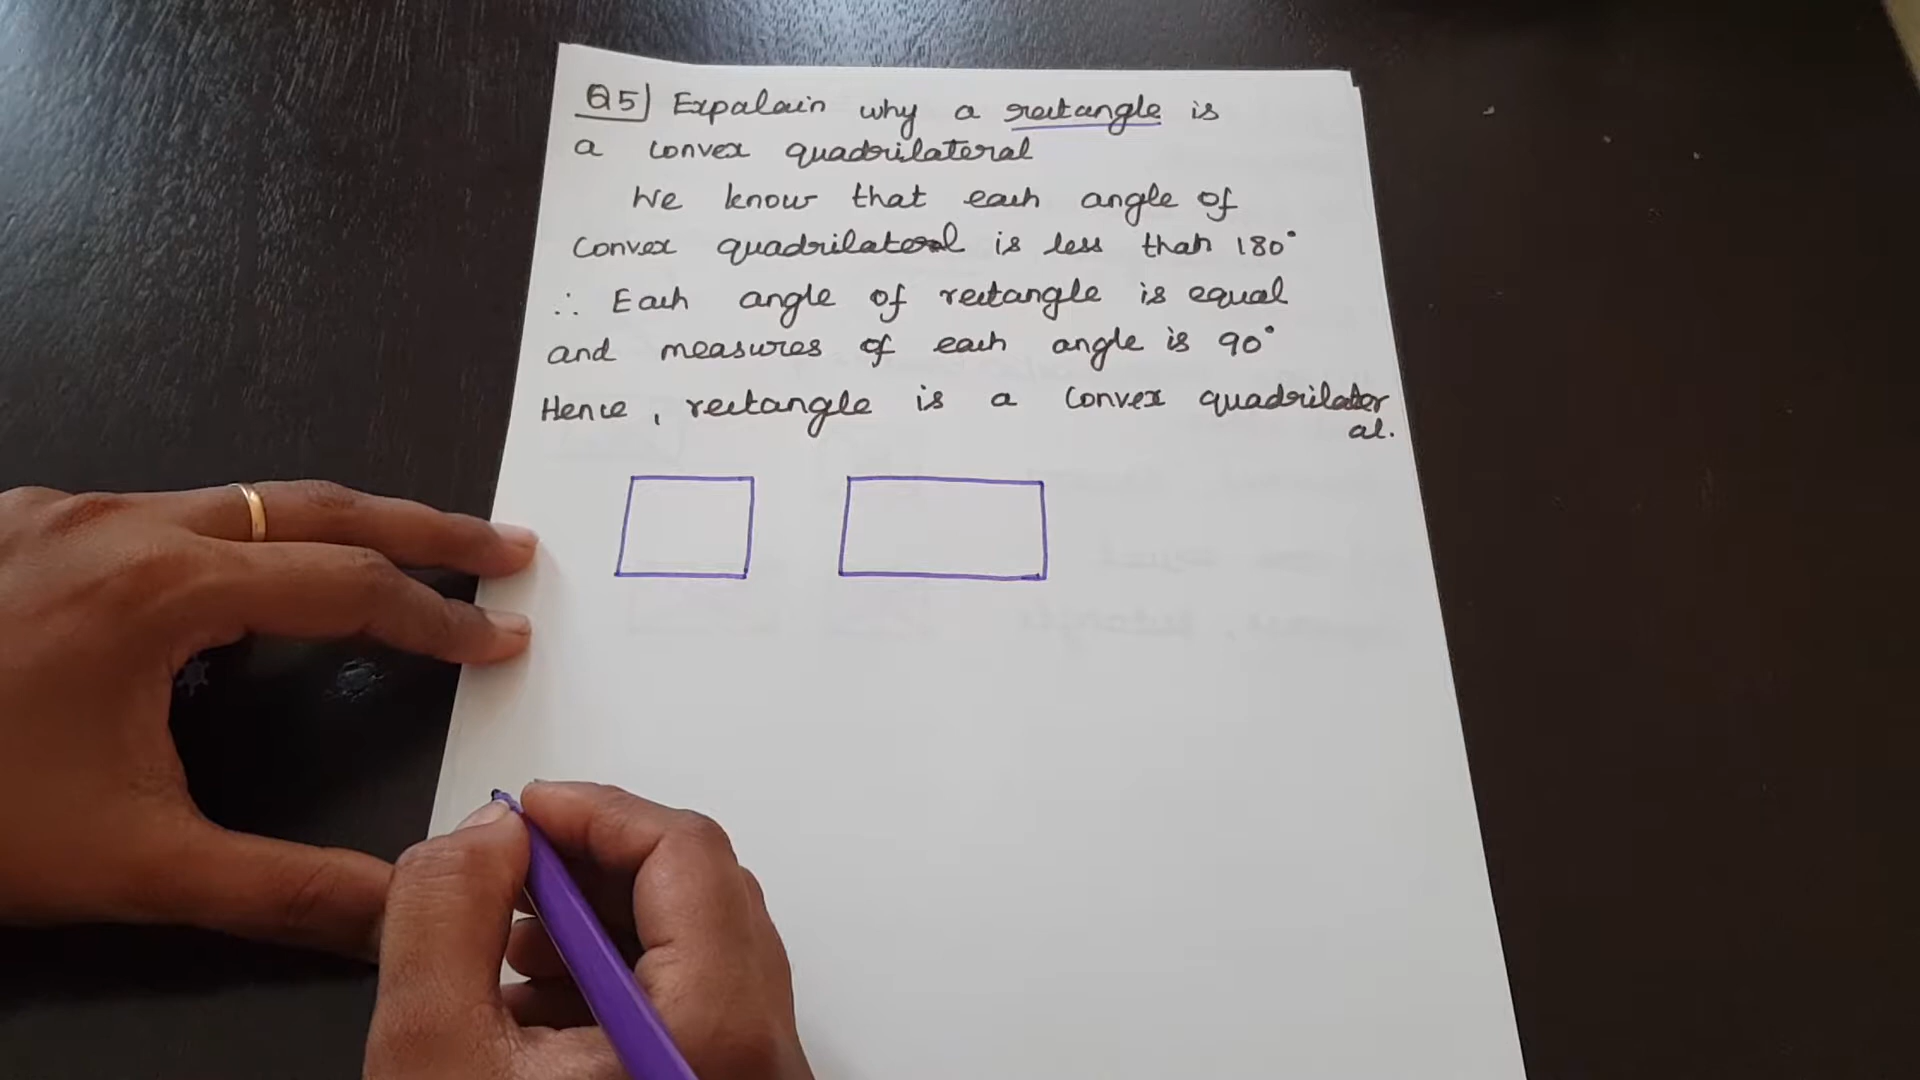 Q5) Expalain why a rectangle is
a convex quadrilateral
We know that each angle of
Convex quadrilateral is less than 180°
∴ Each angle of rectangle is equal
and measures of each angle is 90°
Hence, rectangle is a Convex quadrilater
al.